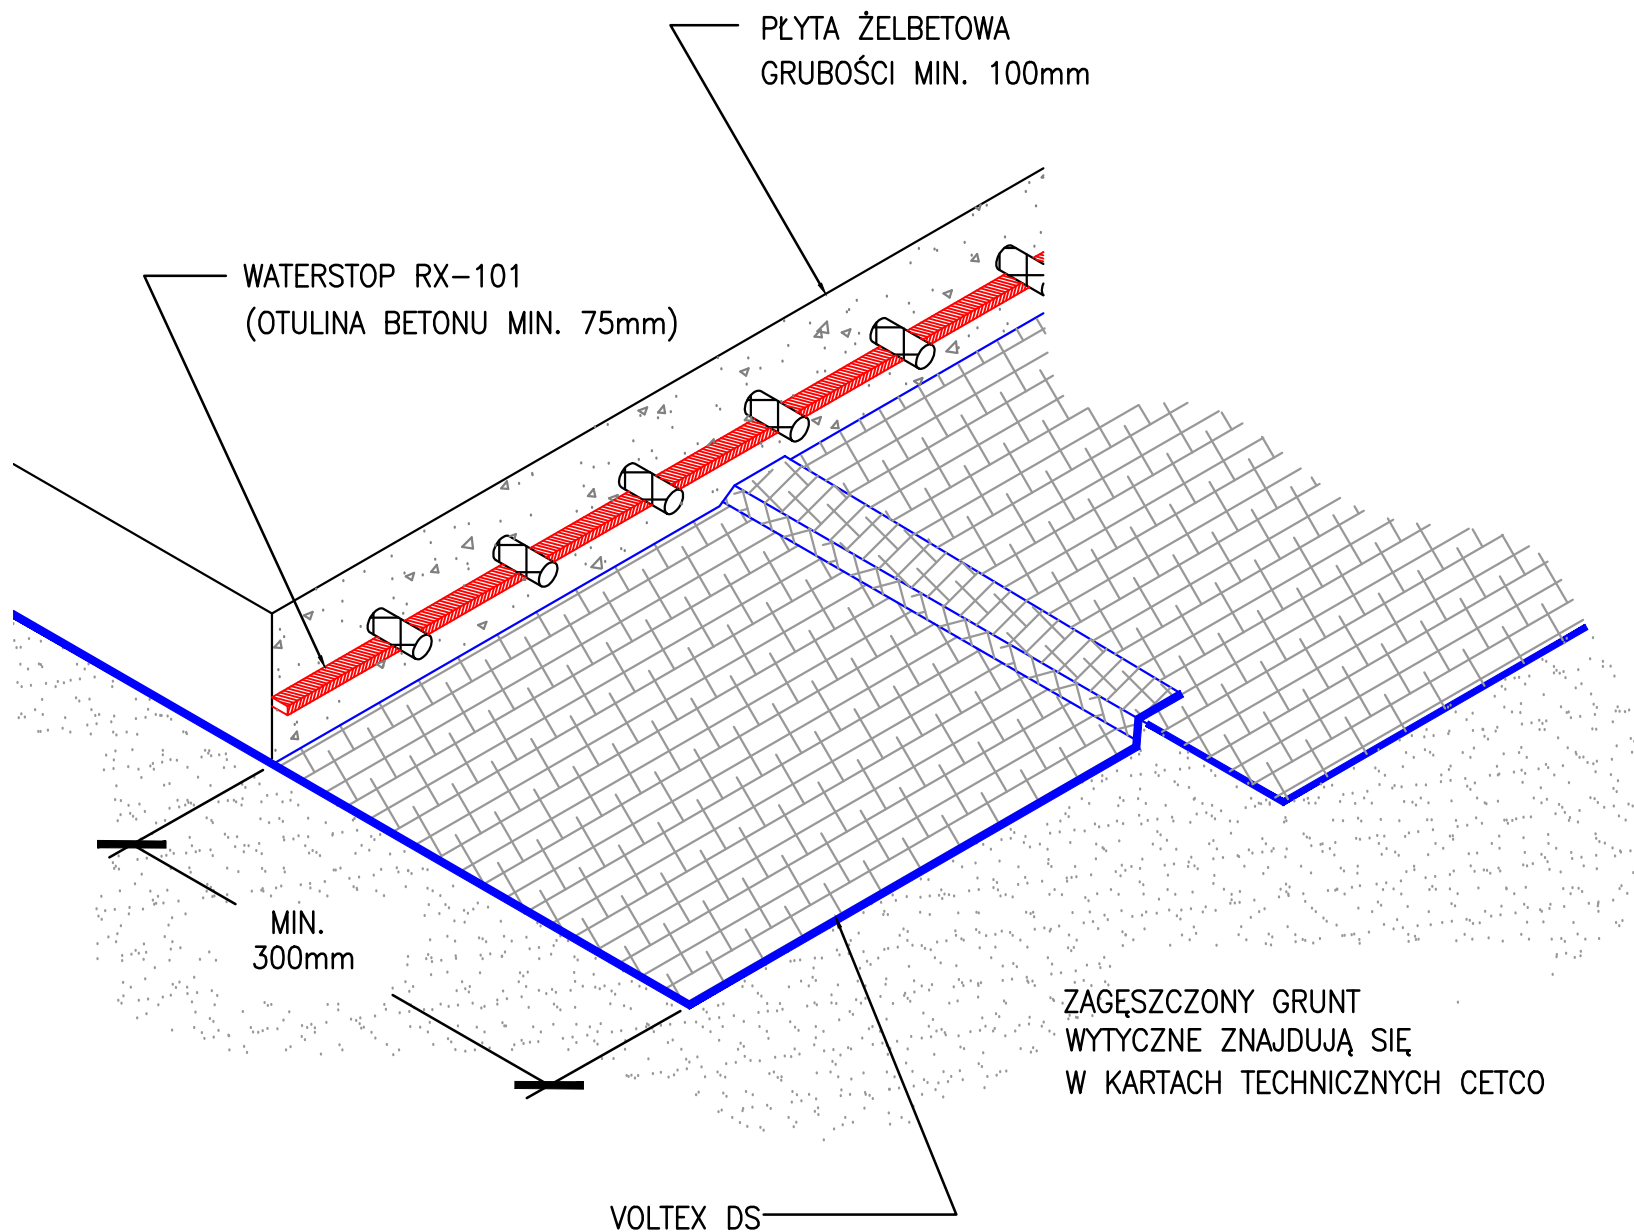 PŁYTA ŻELBETOWA
GRUBOŚCI MIN. 100mm
WATERSTOP RX-101
(OTULINA BETONU MIN. 75mm)
MIN.
300mm
ZAGĘSZCZONY GRUNT
WYTYCZNE ZNAJDUJĄ SIĘ
W KARTACH TECHNICZNYCH CETCO
VOLTEX DS